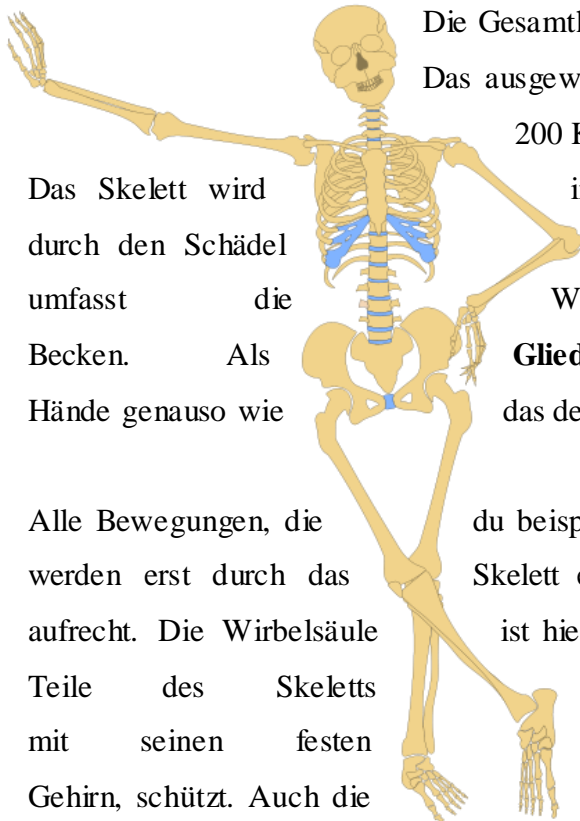 Die Gesamt
Das ausgew
200
Das Skelett wird
durch den Schädel
umfasst die W
Becken. Als Glied
Hände genauso wie das de
Alle Bewegungen, die du beisp
werden erst durch das Skelett
aufrecht. Die Wirbelsäule ist hie
Teile des Skeletts
mit seinen festen
Gehirn, schützt. Auch die